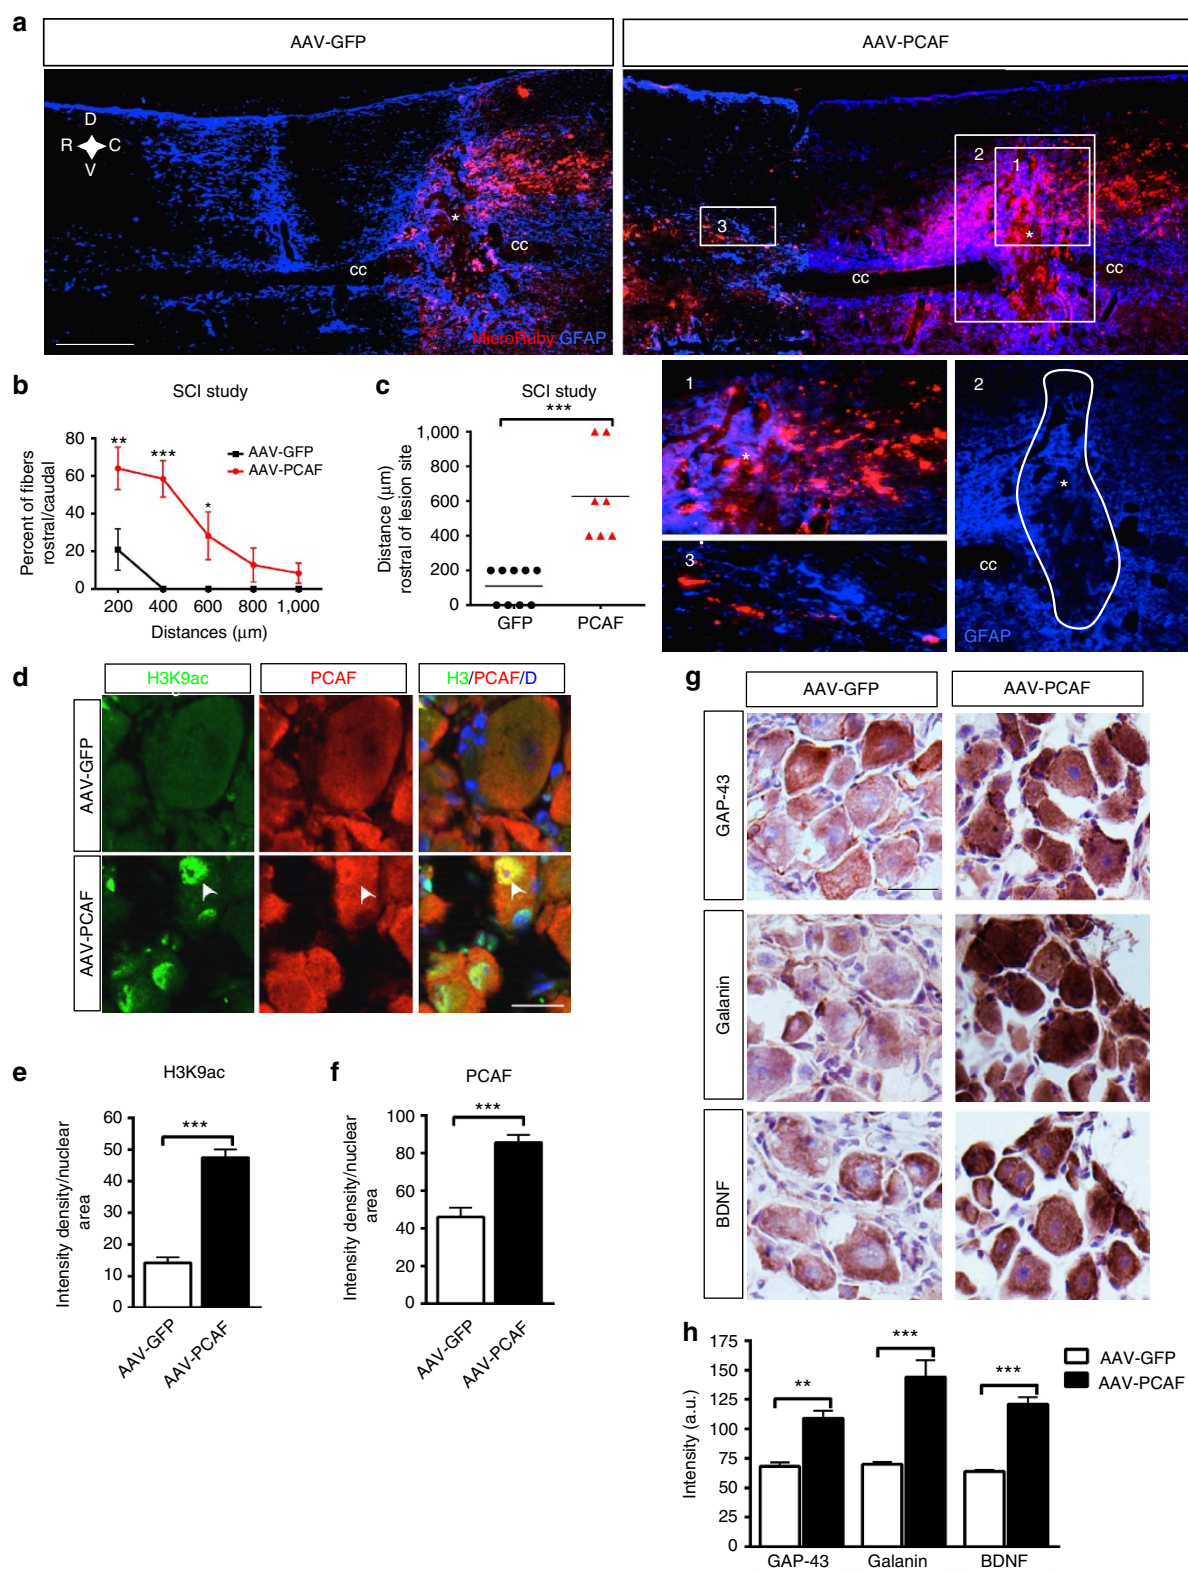 a
AAV-GFP
AAV-PCAF
D
R C
V
*
cc
cc
MicroRuby GFAP
2
1
3
*
cc
cc
b
SCI study
Percent of fibers
rostral/caudal
80
60
40
20
0
**
***
*
AAV-GFP
AAV-PCAF
200 400 600 800 1,000
Distances (μm)
c
SCI study
***
Distance (μm)
rostral of lesion site
1,000
800
600
400
200
0
GFP PCAF
1
*
3
2
*
cc
GFAP
d
H3K9ac
PCAF
H3/PCAF/D
AAV-GFP
AAV-PCAF
e
H3K9ac
***
Intensity density/nuclear
area
60
50
40
30
20
10
0
AAV-GFP
AAV-PCAF
f
PCAF
***
Intensity density/nuclear
area
100
80
60
40
20
0
AAV-GFP
AAV-PCAF
g
AAV-GFP
AAV-PCAF
GAP-43
Galanin
BDNF
h
Intensity (a.u.)
175
150
125
100
75
50
25
0
**
***
***
AAV-GFP
AAV-PCAF
GAP-43 Galanin BDNF